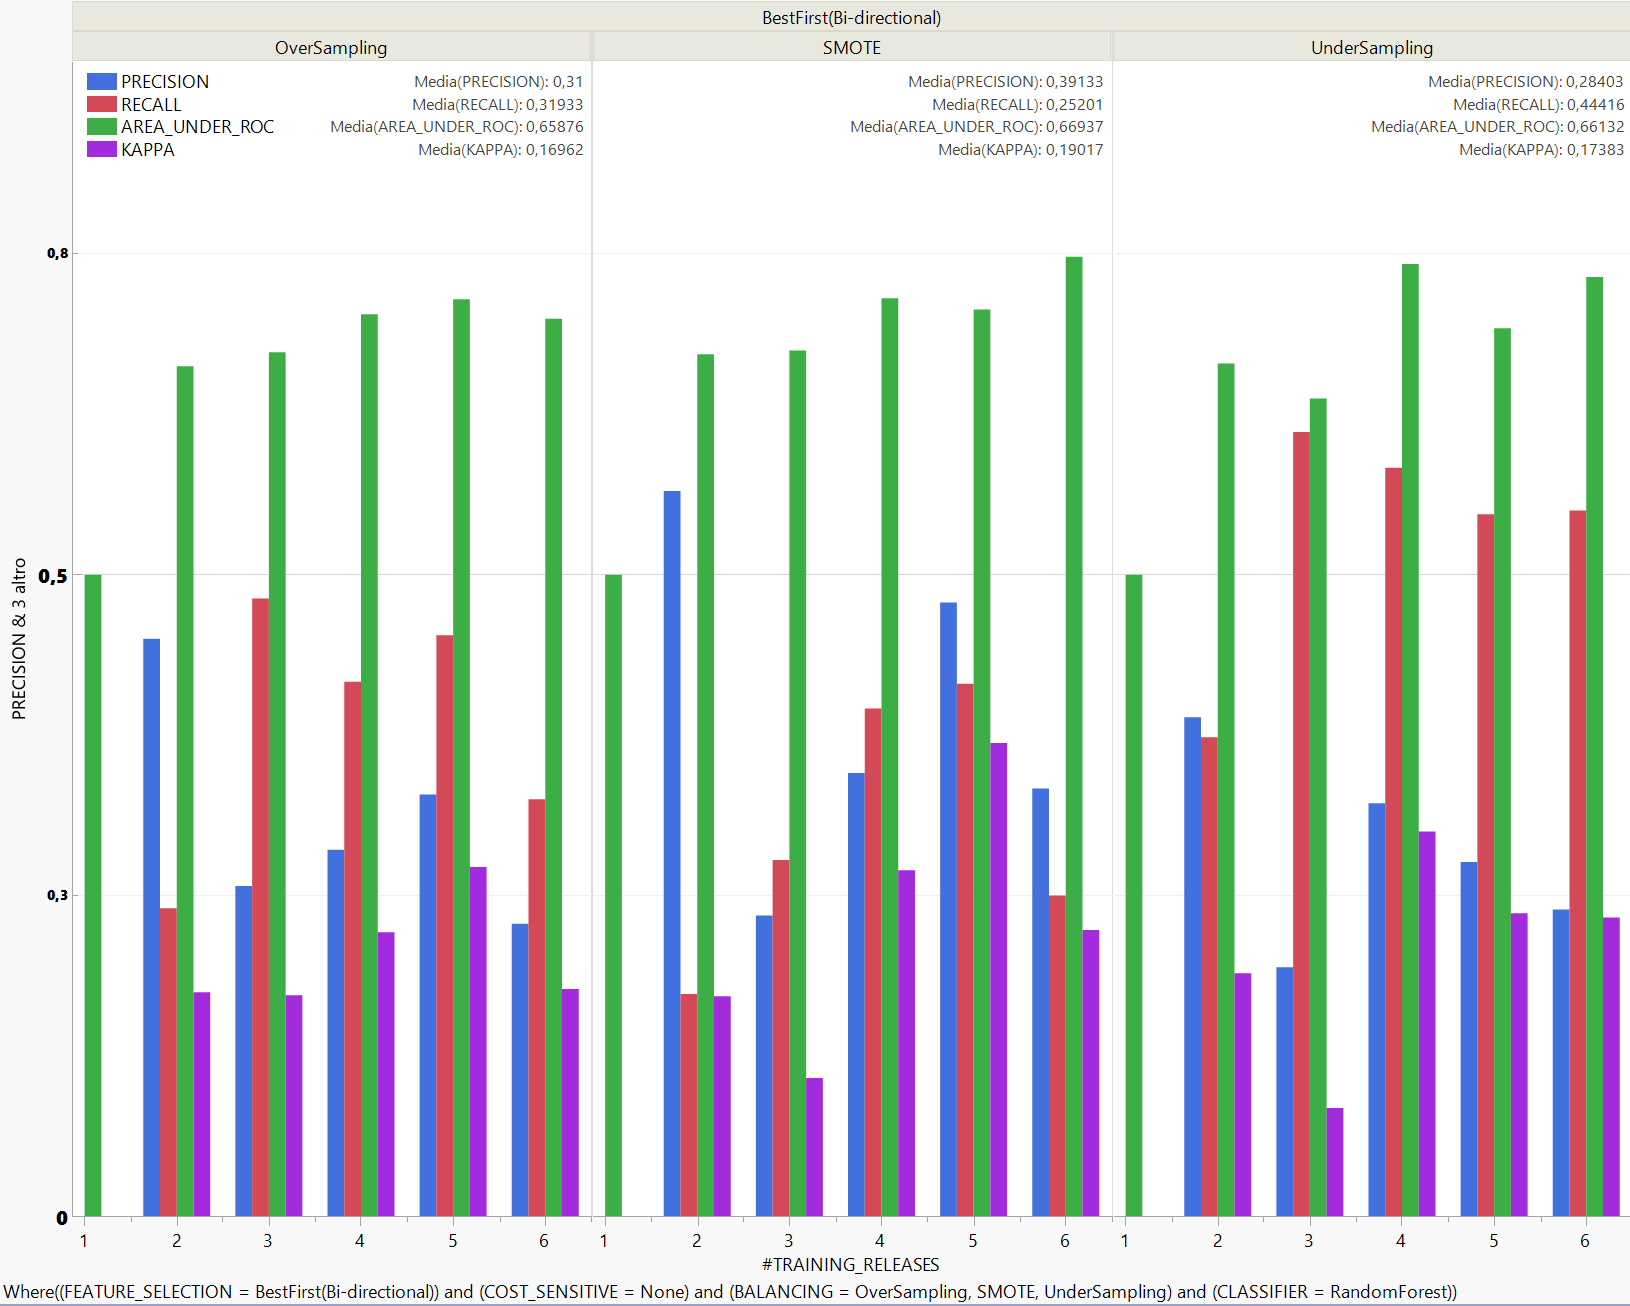 BestFirst(Bi-directional)
OverSampling SMOTE UnderSampling
PRECISION
RECALL
AREA_UNDER_ROC
KAPPA
Media(PRECISION): 0,31
Media(RECALL): 0,31933
Media(AREA_UNDER_ROC): 0,65876
Media(KAPPA): 0,16962
Media(PRECISION): 0,39133
Media(RECALL): 0,25201
Media(AREA_UNDER_ROC): 0,66937
Media(KAPPA): 0,19017
Media(PRECISION): 0,28403
Media(RECALL): 0,44416
Media(AREA_UNDER_ROC): 0,66132
Media(KAPPA): 0,17383
PRECISION & 3 altro
0,8
0,5
0,3
0
1 2 3 4 5 6 1 2 3 4 5 6 1 2 3 4 5 6
#TRAINING_RELEASES
Where((FEATURE_SELECTION = BestFirst(Bi-directional)) and (COST_SENSITIVE = None) and (BALANCING = OverSampling, SMOTE, UnderSampling) and (CLASSIFIER = RandomForest))